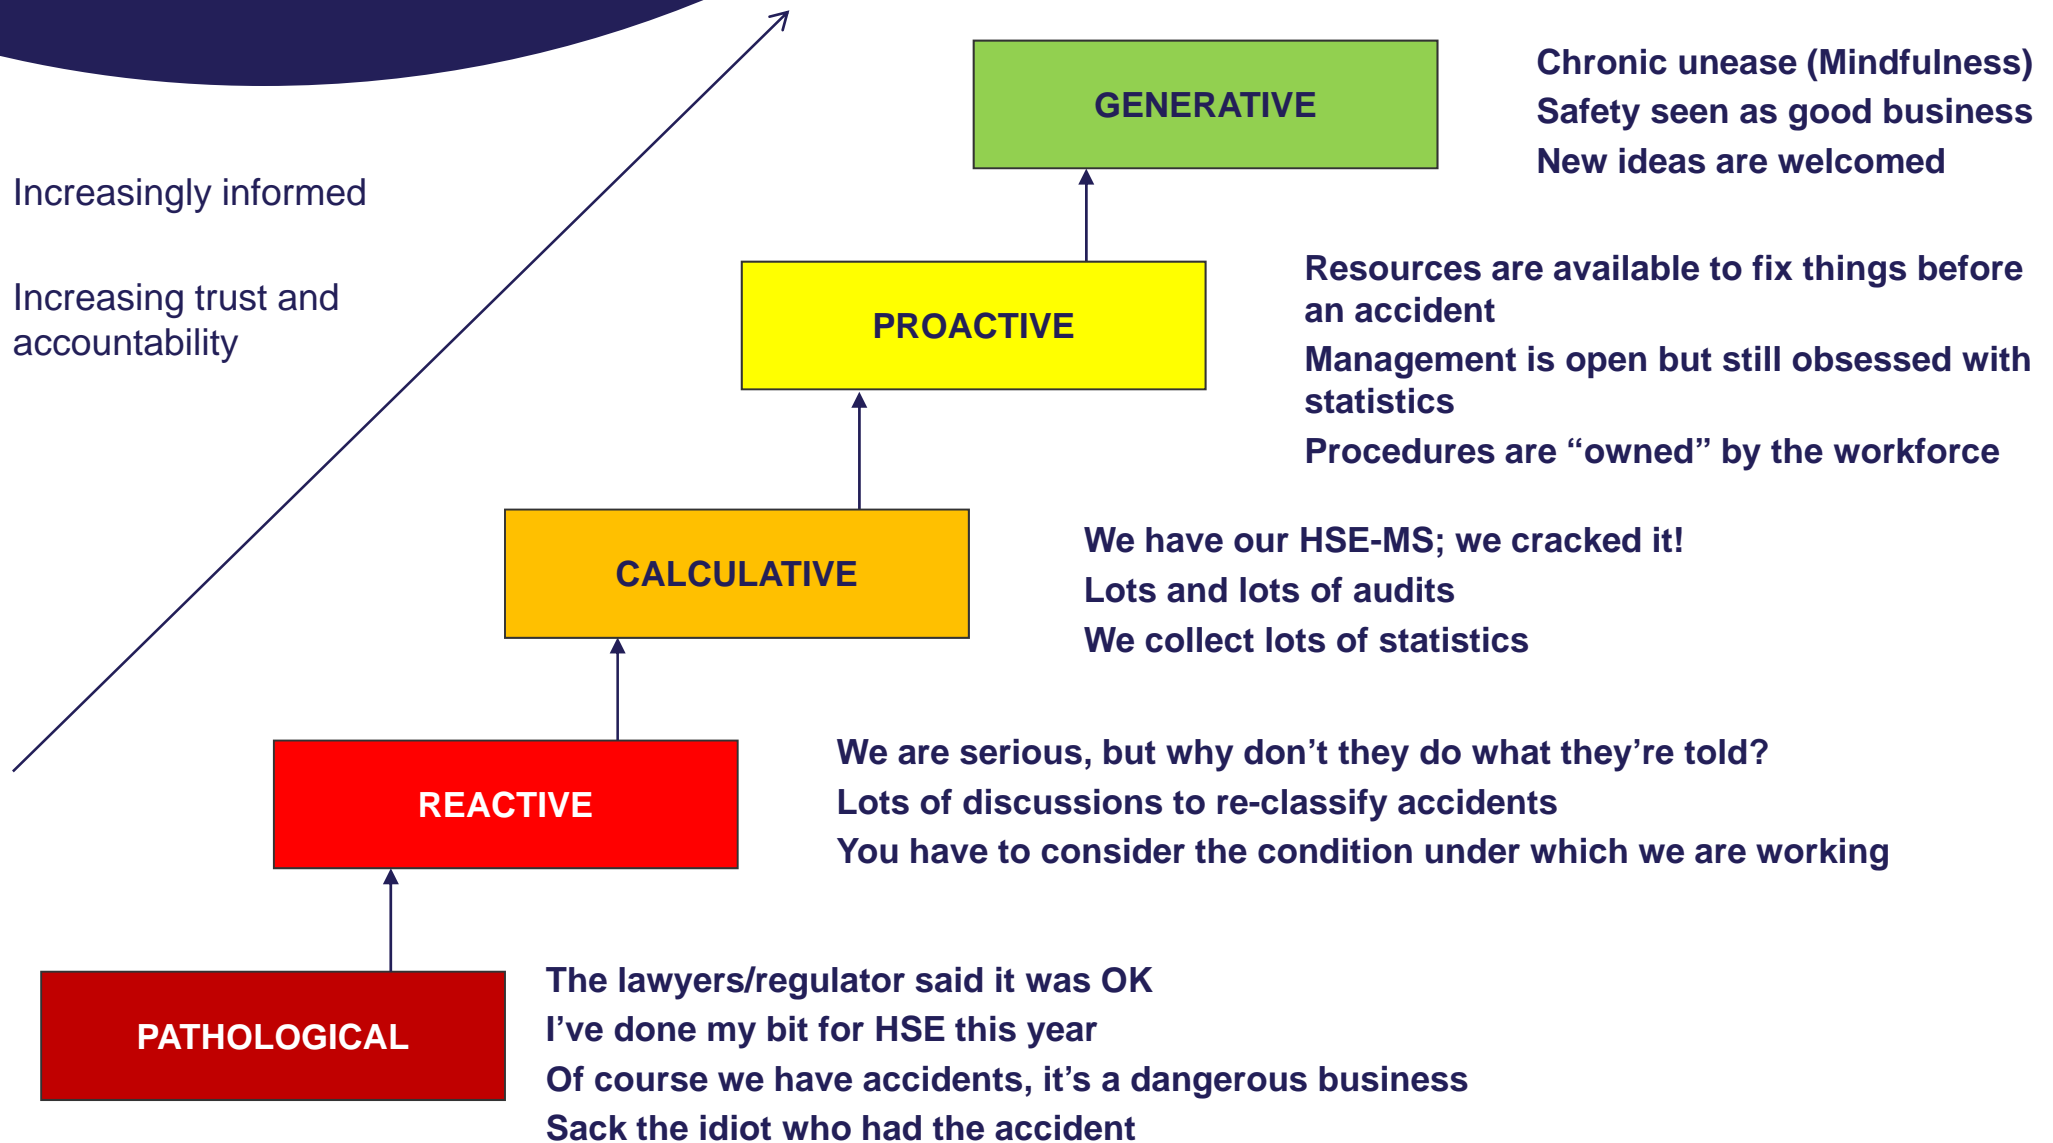 GENERATIVE
Chronic unease (Mindfulness)
Safety seen as good business
New ideas are welcomed
Increasingly informed
Increasing trust and
accountability
PROACTIVE
Resources are available to fix things before
an accident
Management is open but still obsessed with
statistics
Procedures are “owned” by the workforce
CALCULATIVE
We have our HSE-MS; we cracked it!
Lots and lots of audits
We collect lots of statistics
REACTIVE
We are serious, but why don’t they do what they’re told?
Lots of discussions to re-classify accidents
You have to consider the condition under which we are working
PATHOLOGICAL
The lawyers/regulator said it was OK
I’ve done my bit for HSE this year
Of course we have accidents, it’s a dangerous business
Sack the idiot who had the accident